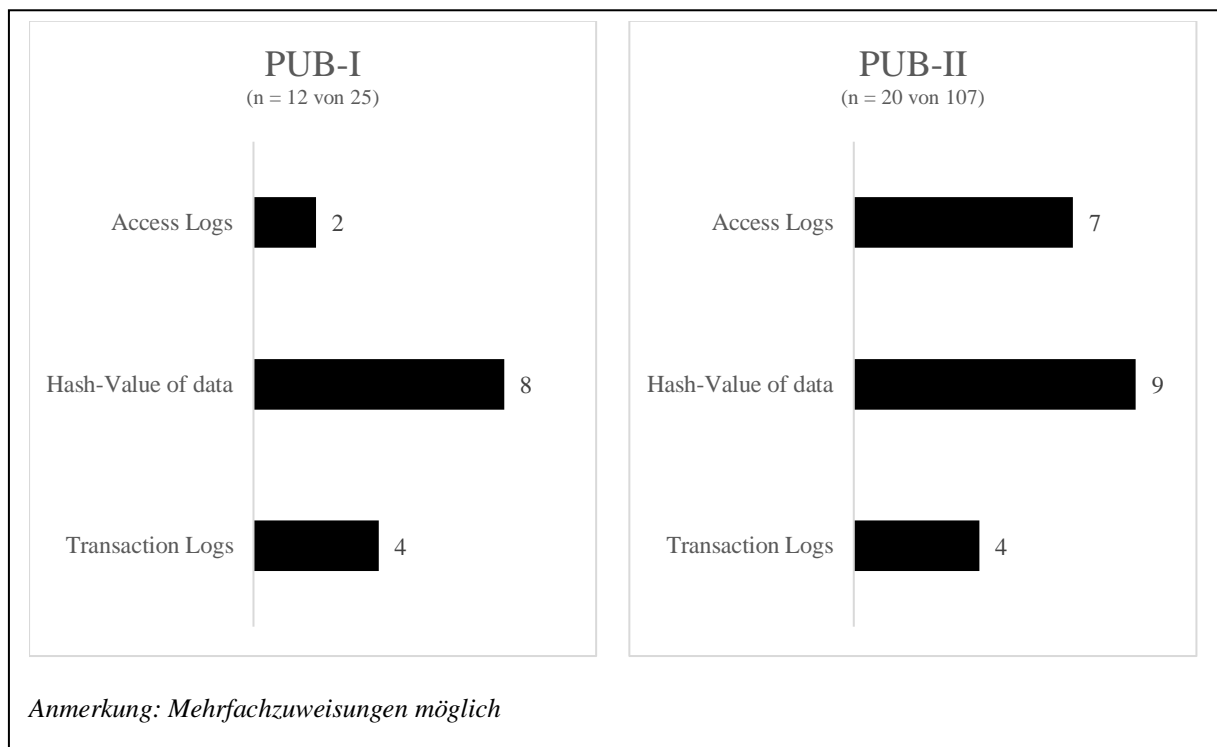 PUB-I
(n = 12 von 25)
Access Logs
2
Hash-Value of data
8
Transaction Logs
4
PUB-II
(n = 20 von 107)
Access Logs
7
Hash-Value of data
9
Transaction Logs
4
Anmerkung: Mehrfachzuweisungen möglich